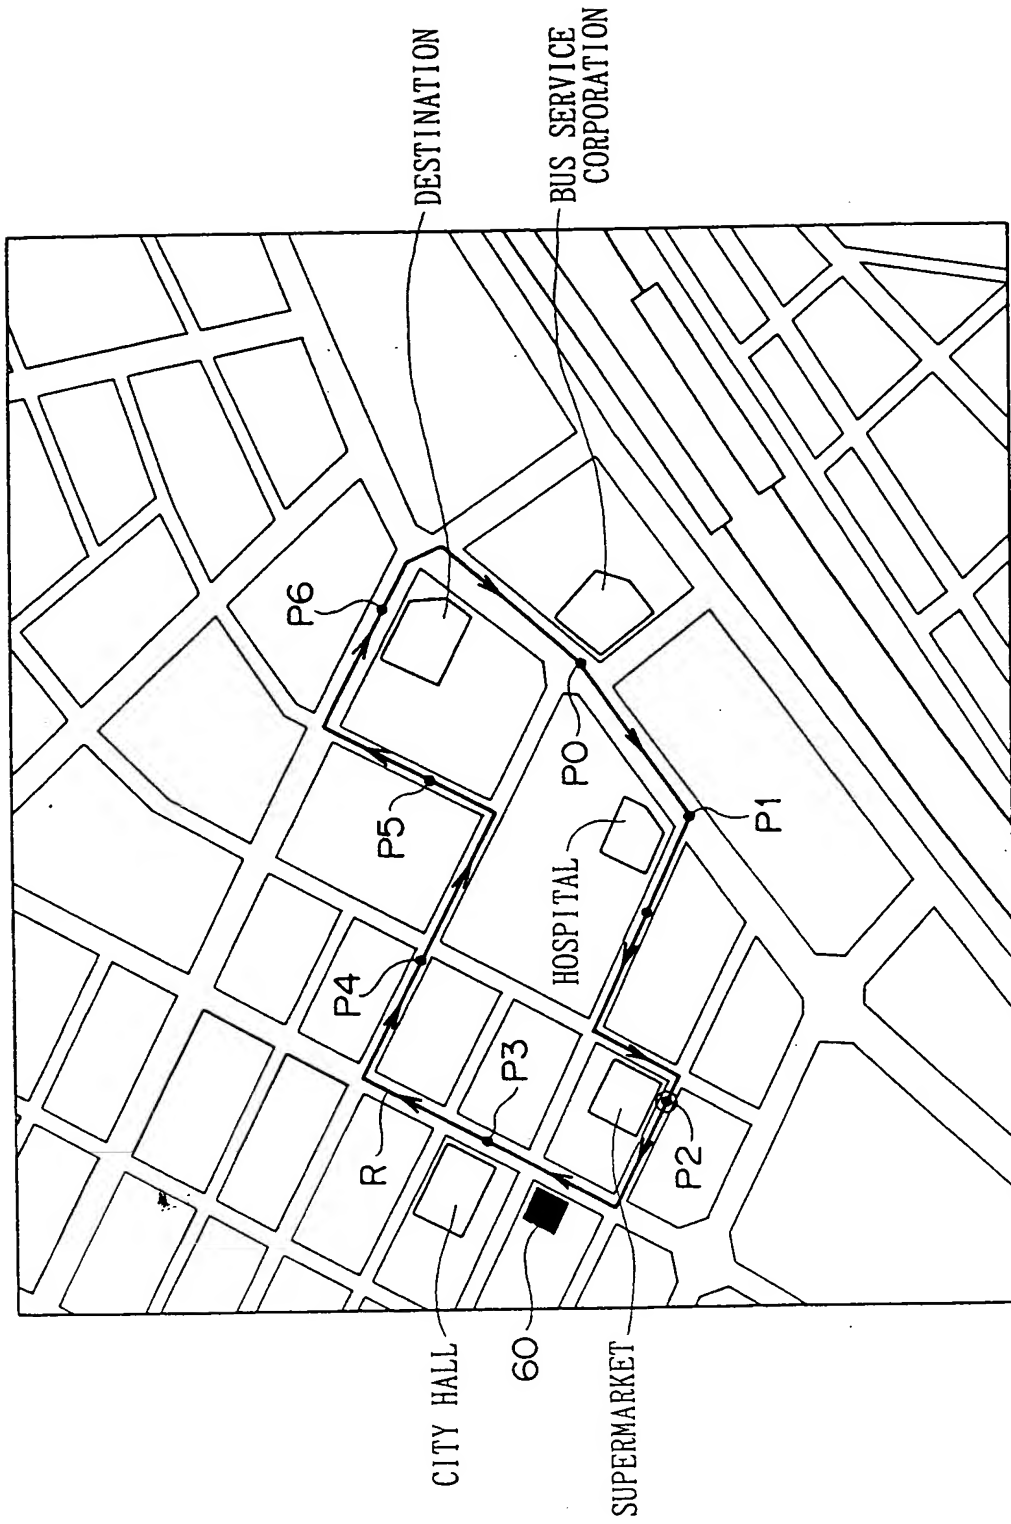 DESTINATION
BUS SERVICE
CORPORATION
P6
P5
P0
P1
HOSPITAL
P4
P3
R
P2
CITY HALL
60
SUPERMARKET